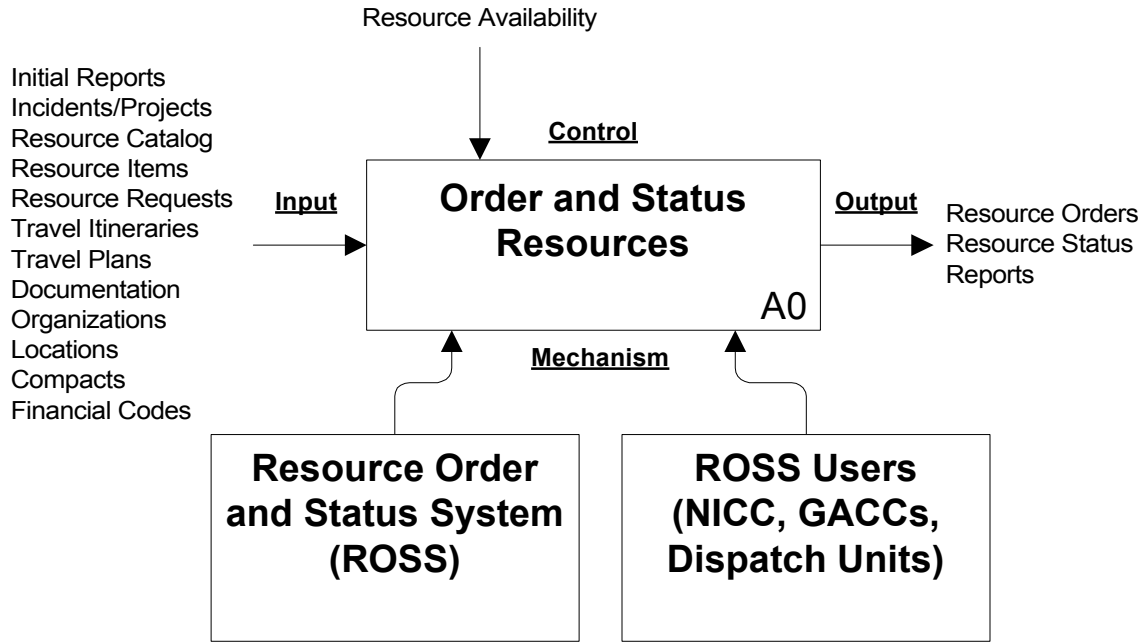 Resource Availability
Initial Reports
Incidents/Projects
Resource Catalog
Resource Items
Resource Requests
Travel Itineraries
Travel Plans
Documentation
Organizations
Locations
Compacts
Financial Codes
Input
Control
Order and Status
Resources
A0
Output
Resource Orders
Resource Status
Reports
Mechanism
Resource Order
and Status System
(ROSS)
ROSS Users
(NICC, GACCs,
Dispatch Units)